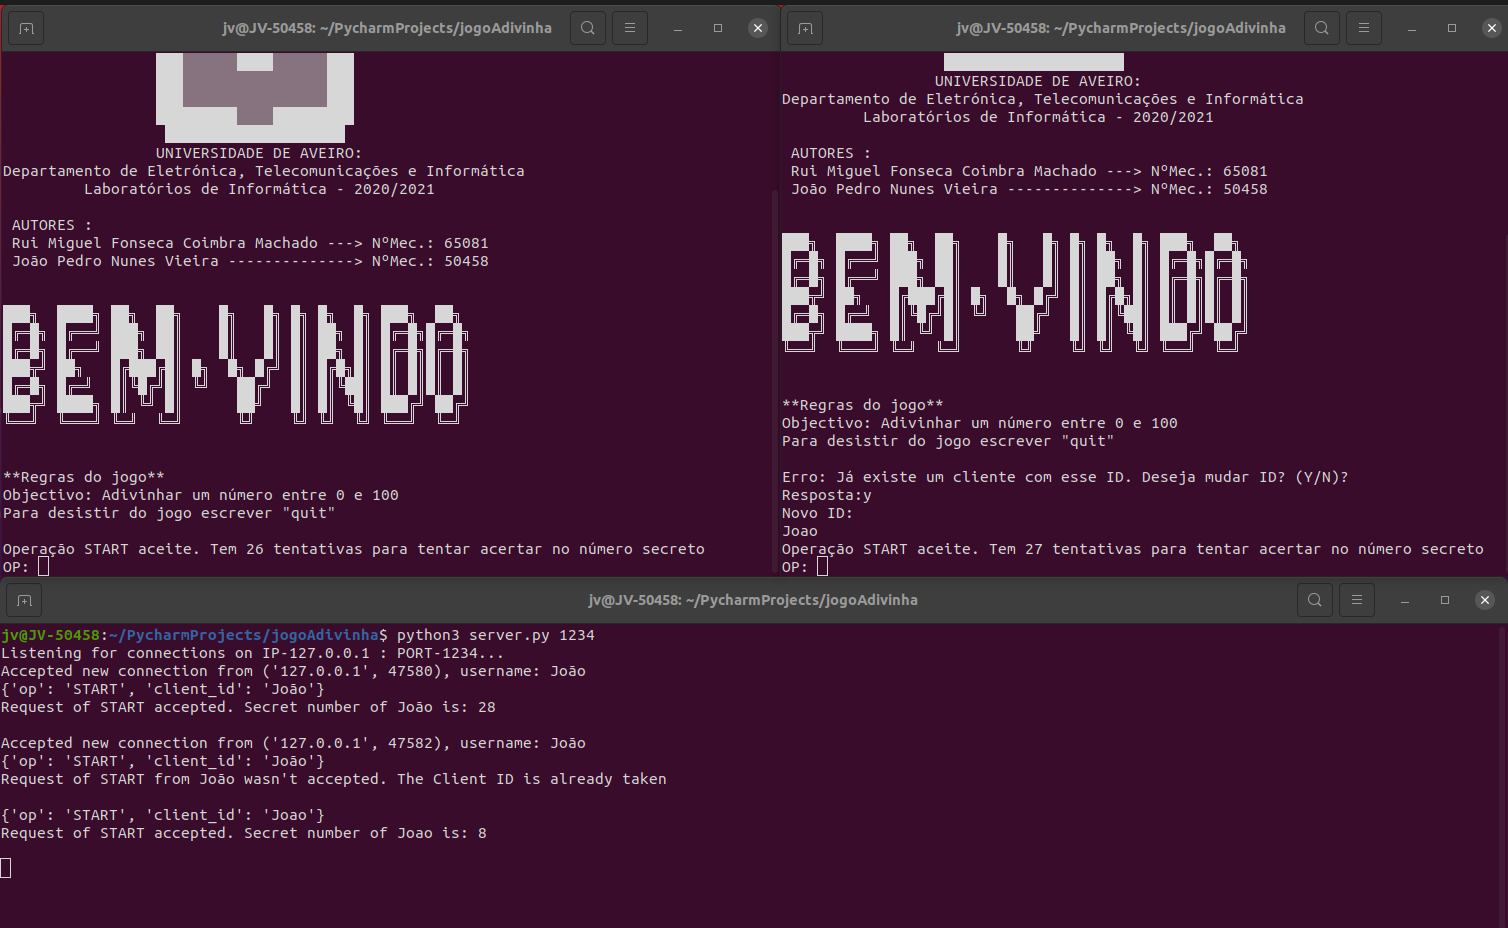 jv@JV-50458: ~/PycharmProjects/jogoAdivinha
UNIVERSIDADE DE AVEIRO:
Departamento de Eletrónica, Telecomunicações e Informática
Laboratórios de Informática - 2020/2021
AUTORES :
Rui Miguel Fonseca Coimbra Machado ---> NºMec.: 65081
João Pedro Nunes Vieira --------------> NºMec.: 50458
BEM-VINDO
**Regras do jogo**
Objectivo: Adivinhar um número entre 0 e 100
Para desistir do jogo escrever "quit"
Operação START aceite. Tem 26 tentativas para tentar acertar no número secreto
OP:
jv@JV-50458: ~/PycharmProjects/jogoAdivinha
UNIVERSIDADE DE AVEIRO:
Departamento de Eletrónica, Telecomunicações e Informática
Laboratórios de Informática - 2020/2021
AUTORES :
Rui Miguel Fonseca Coimbra Machado ---> NºMec.: 65081
João Pedro Nunes Vieira --------------> NºMec.: 50458
BEM-VINDO
**Regras do jogo**
Objectivo: Adivinhar um número entre 0 e 100
Para desistir do jogo escrever "quit"
Erro: Já existe um cliente com esse ID. Deseja mudar ID? (Y/N)?
Resposta:y
Novo ID:
Joao
Operação START aceite. Tem 27 tentativas para tentar acertar no número secreto
OP:
jv@JV-50458: ~/PycharmProjects/jogoAdivinha
jv@JV-50458:~/PycharmProjects/jogoAdivinha$ python3 server.py 1234
Listening for connections on IP-127.0.0.1 : PORT-1234...
Accepted new connection from ('127.0.0.1', 47580), username: João
{'op': 'START', 'client_id': 'João'}
Request of START accepted. Secret number of João is: 28
Accepted new connection from ('127.0.0.1', 47582), username: João
{'op': 'START', 'client_id': 'João'}
Request of START from João wasn't accepted. The Client ID is already taken
{'op': 'START', 'client_id': 'Joao'}
Request of START accepted. Secret number of Joao is: 8